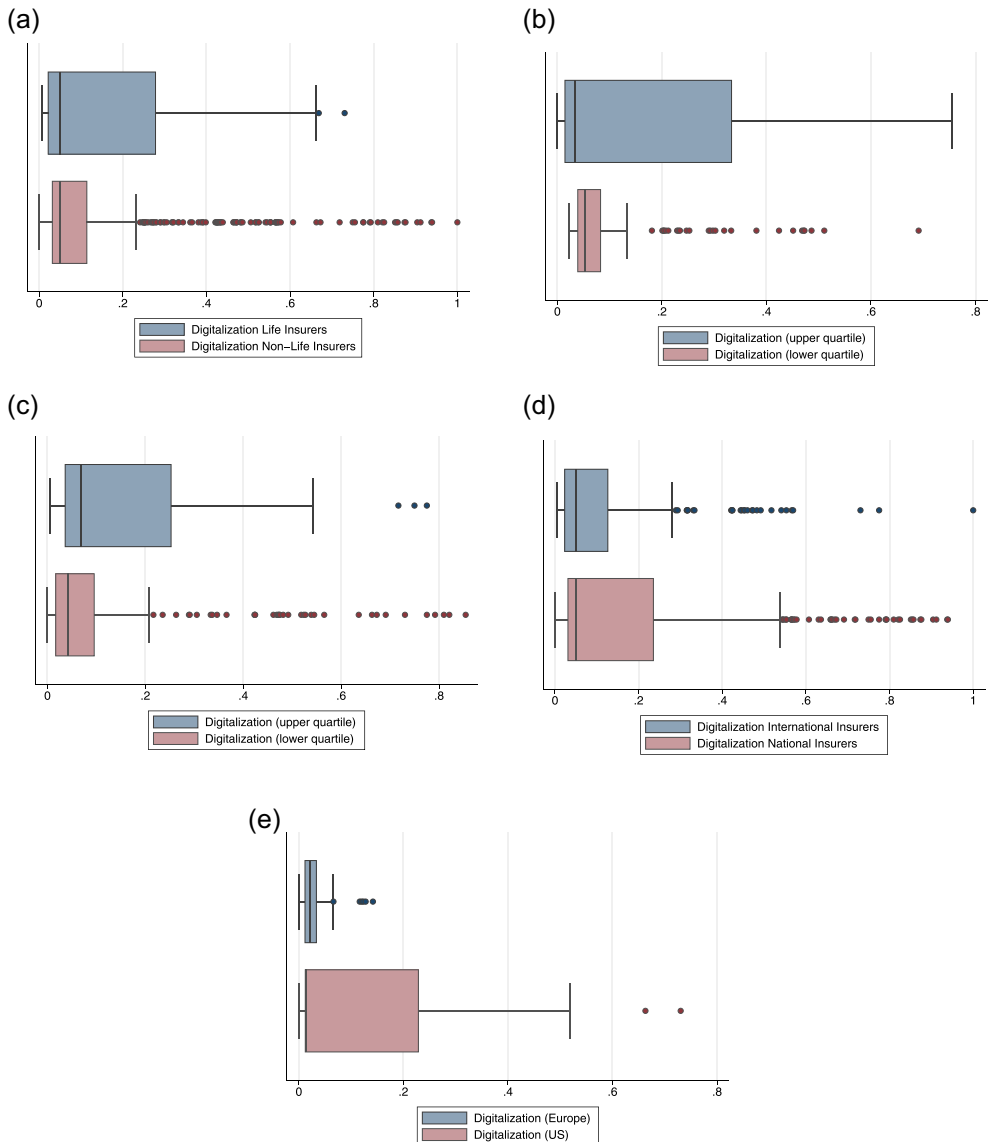 (a)
0 .2 .4 .6 .8 1
Digitalization Life Insurers
Digitalization Non−Life Insurers
(b)
0 .2 .4 .6 .8
Digitalization (upper quartile)
Digitalization (lower quartile)
(c)
0 .2 .4 .6 .8
Digitalization (upper quartile)
Digitalization (lower quartile)
(d)
0 .2 .4 .6 .8 1
Digitalization International Insurers
Digitalization National Insurers
(e)
0 .2 .4 .6 .8
Digitalization (Europe)
Digitalization (US)